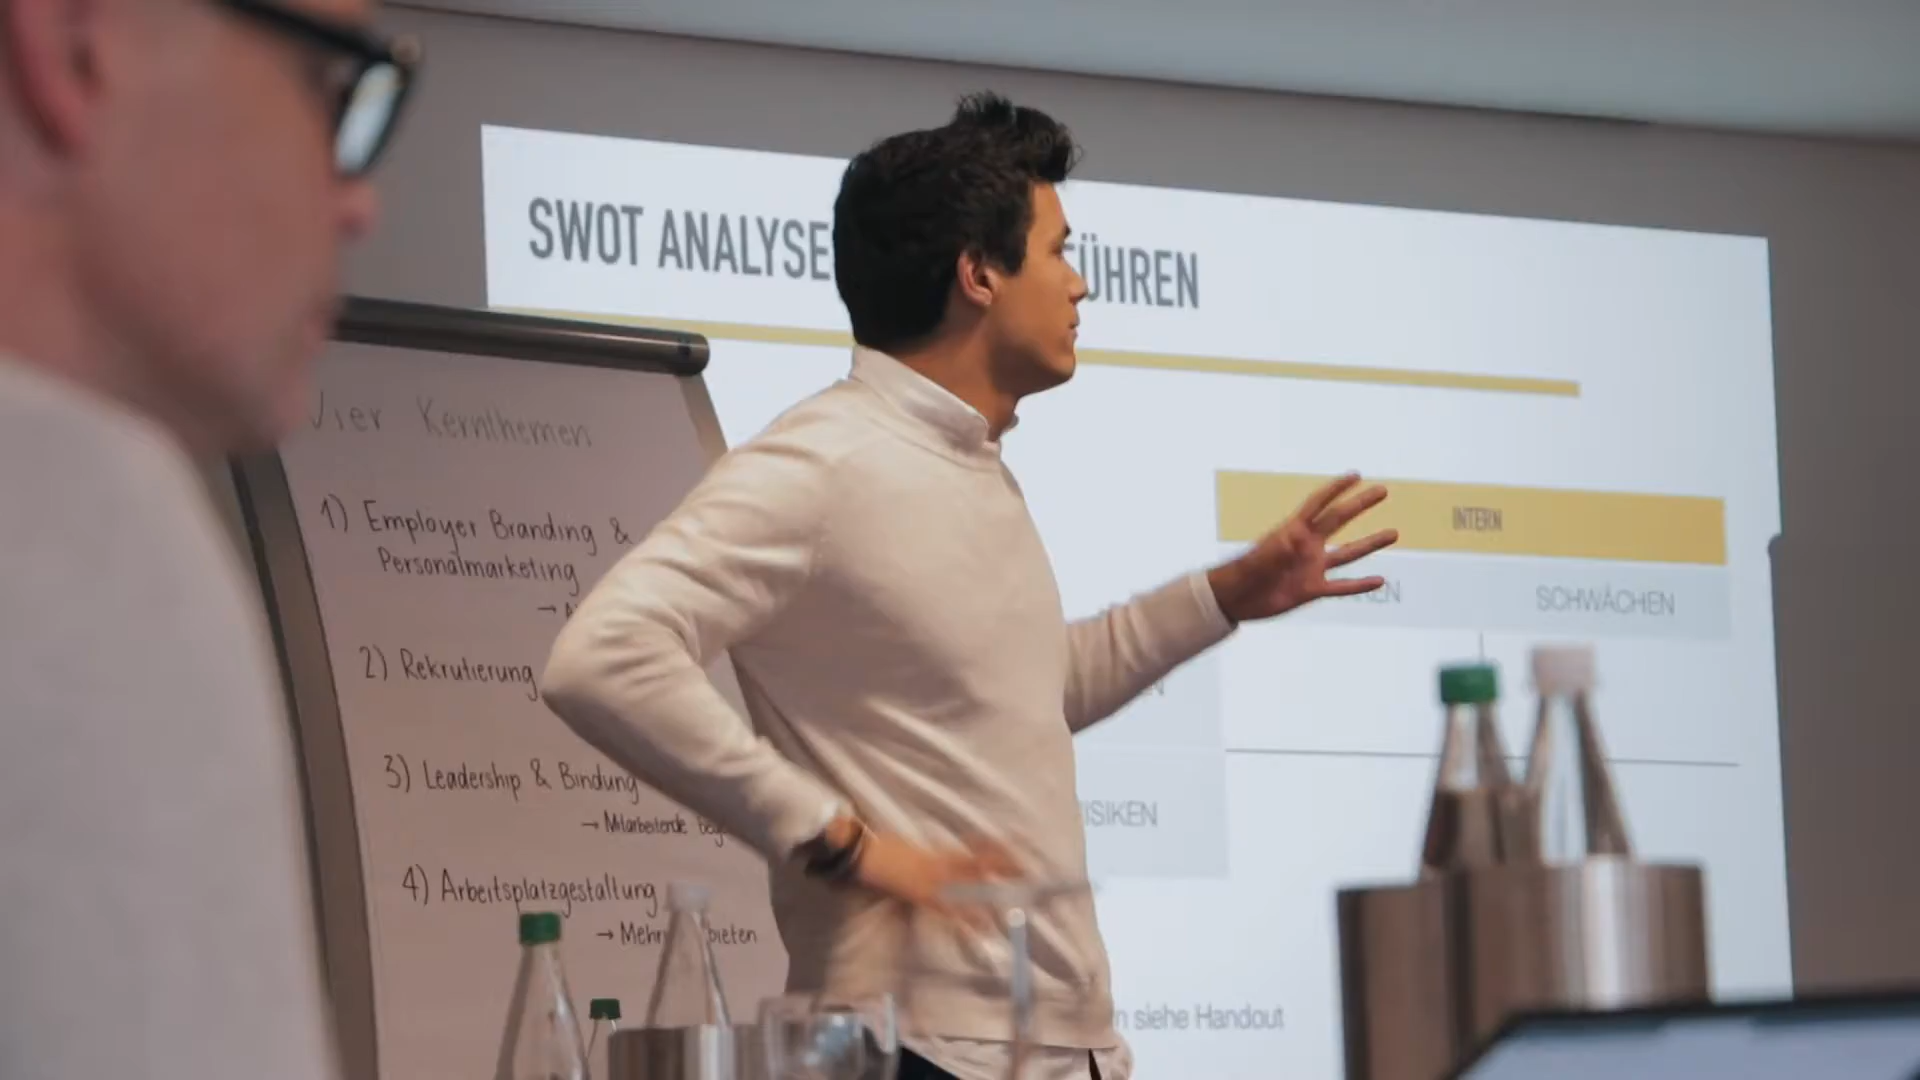 SWOT ANALYSE ÜHREN
Vier Kernthemen
1) Employer Branding &
Personalmarketing
→
2) Rekrutierung
3) Leadership & Bindung
→ Mitarbeitende
4) Arbeitsplatzgestaltung
→ Mehr bieten
INTERN
SCHWÄCHEN
ISIKEN
siehe Handout